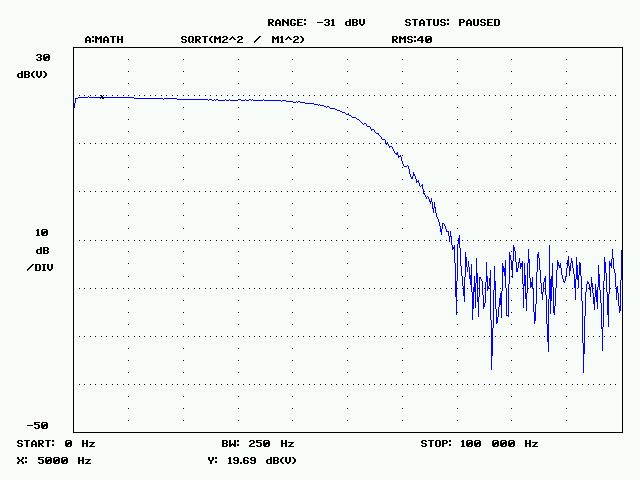 RANGE: -31 dBV STATUS: PAUSED
A:MATH SQRT(M2^2 / M1^2) RMS:40
30
dB(V)
10
dB
/DIV
-50
START: 0 Hz BW: 250 Hz STOP: 100 000 Hz
X: 5000 Hz Y: 19.69 dB(V)